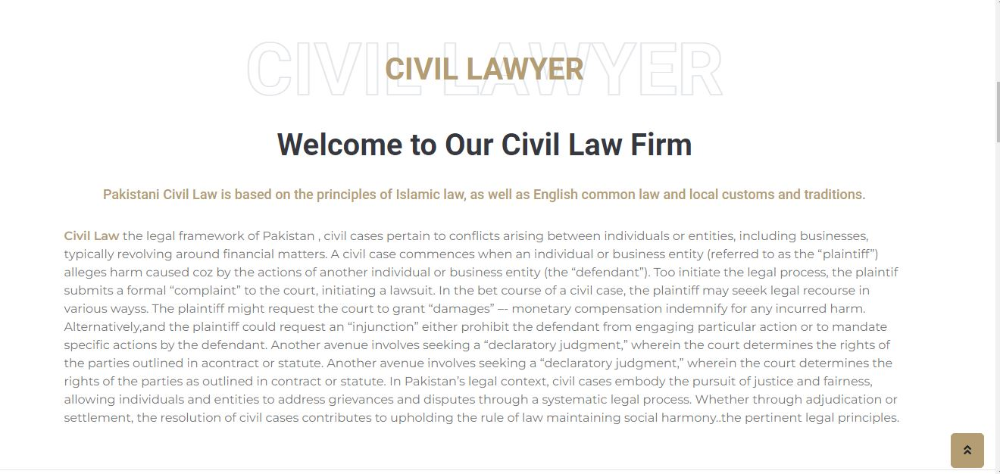 CIVIL LAWYER
CIVIL LAWYER
Welcome to Our Civil Law Firm
Pakistani Civil Law is based on the principles of Islamic law, as well as English common law and local customs and traditions.
Civil Law the legal framework of Pakistan , civil cases pertain to conflicts arising between individuals or entities, including businesses,
typically revolving around financial matters. A civil case commences when an individual or business entity (referred to as the “plaintiff”)
alleges harm caused coz by the actions of another individual or business entity (the “defendant”). Too initiate the legal process, the plaintif
submits a formal “complaint” to the court, initiating a lawsuit. In the bet course of a civil case, the plaintiff may seeek legal recourse in
various wayss. The plaintiff might request the court to grant “damages” –- monetary compensation indemnify for any incurred harm.
Alternatively,and the plaintiff could request an “injunction” either prohibit the defendant from engaging particular action or to mandate
specific actions by the defendant. Another avenue involves seeking a “declaratory judgment,” wherein the court determines the rights of
the parties outlined in acontract or statute. Another avenue involves seeking a “declaratory judgment,” wherein the court determines the
rights of the parties as outlined in contract or statute. In Pakistan’s legal context, civil cases embody the pursuit of justice and fairness,
allowing individuals and entities to address grievances and disputes through a systematic legal process. Whether through adjudication or
settlement, the resolution of civil cases contributes to upholding the rule of law maintaining social harmony..the pertinent legal principles.